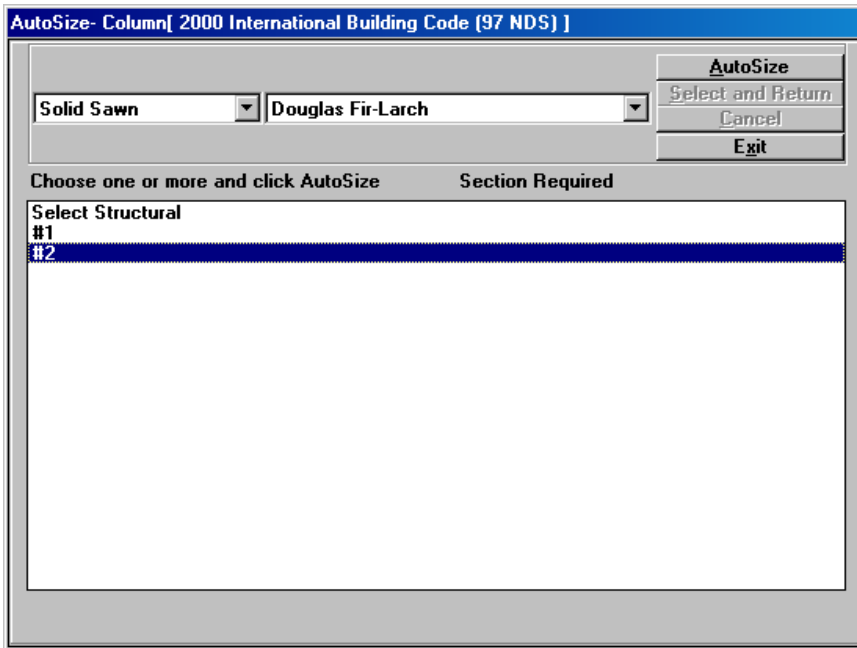 AutoSize- Column[ 2000 International Building Code (97 NDS) ]
AutoSize
Solid Sawn Douglas Fir-Larch
Select and Return
Cancel
Exit
Choose one or more and click AutoSize Section Required
Select Structural
#1
#2